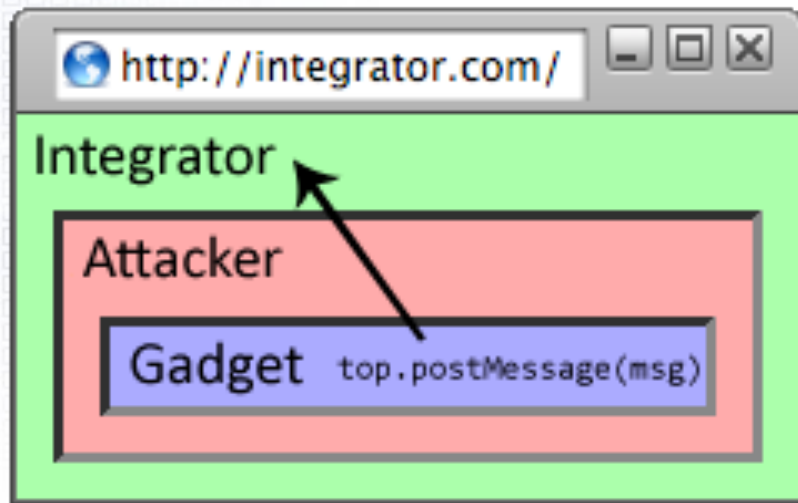 http://integrator.com/
Integrator
Attacker
Gadget top.postMessage(msg)